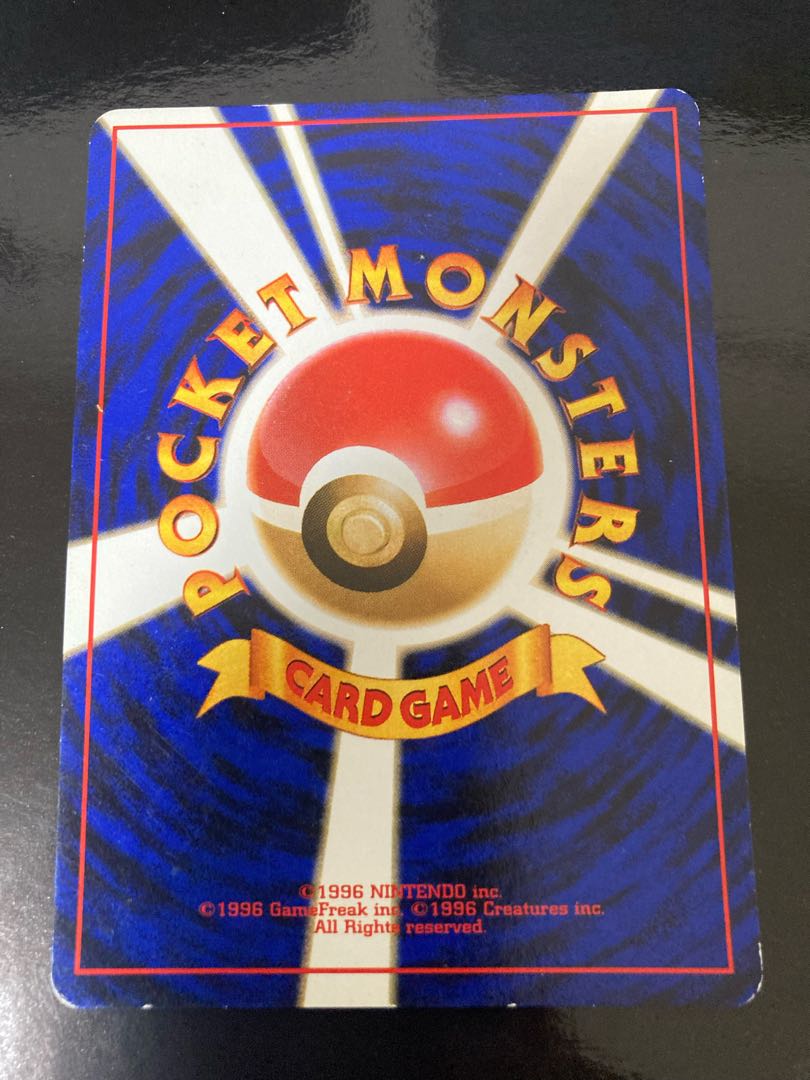 POCKET MONSTERS
CARD GAME
©1996 NINTENDO inc.
©1996 GameFreak inc. ©1996 Creatures inc.
All Rights reserved.